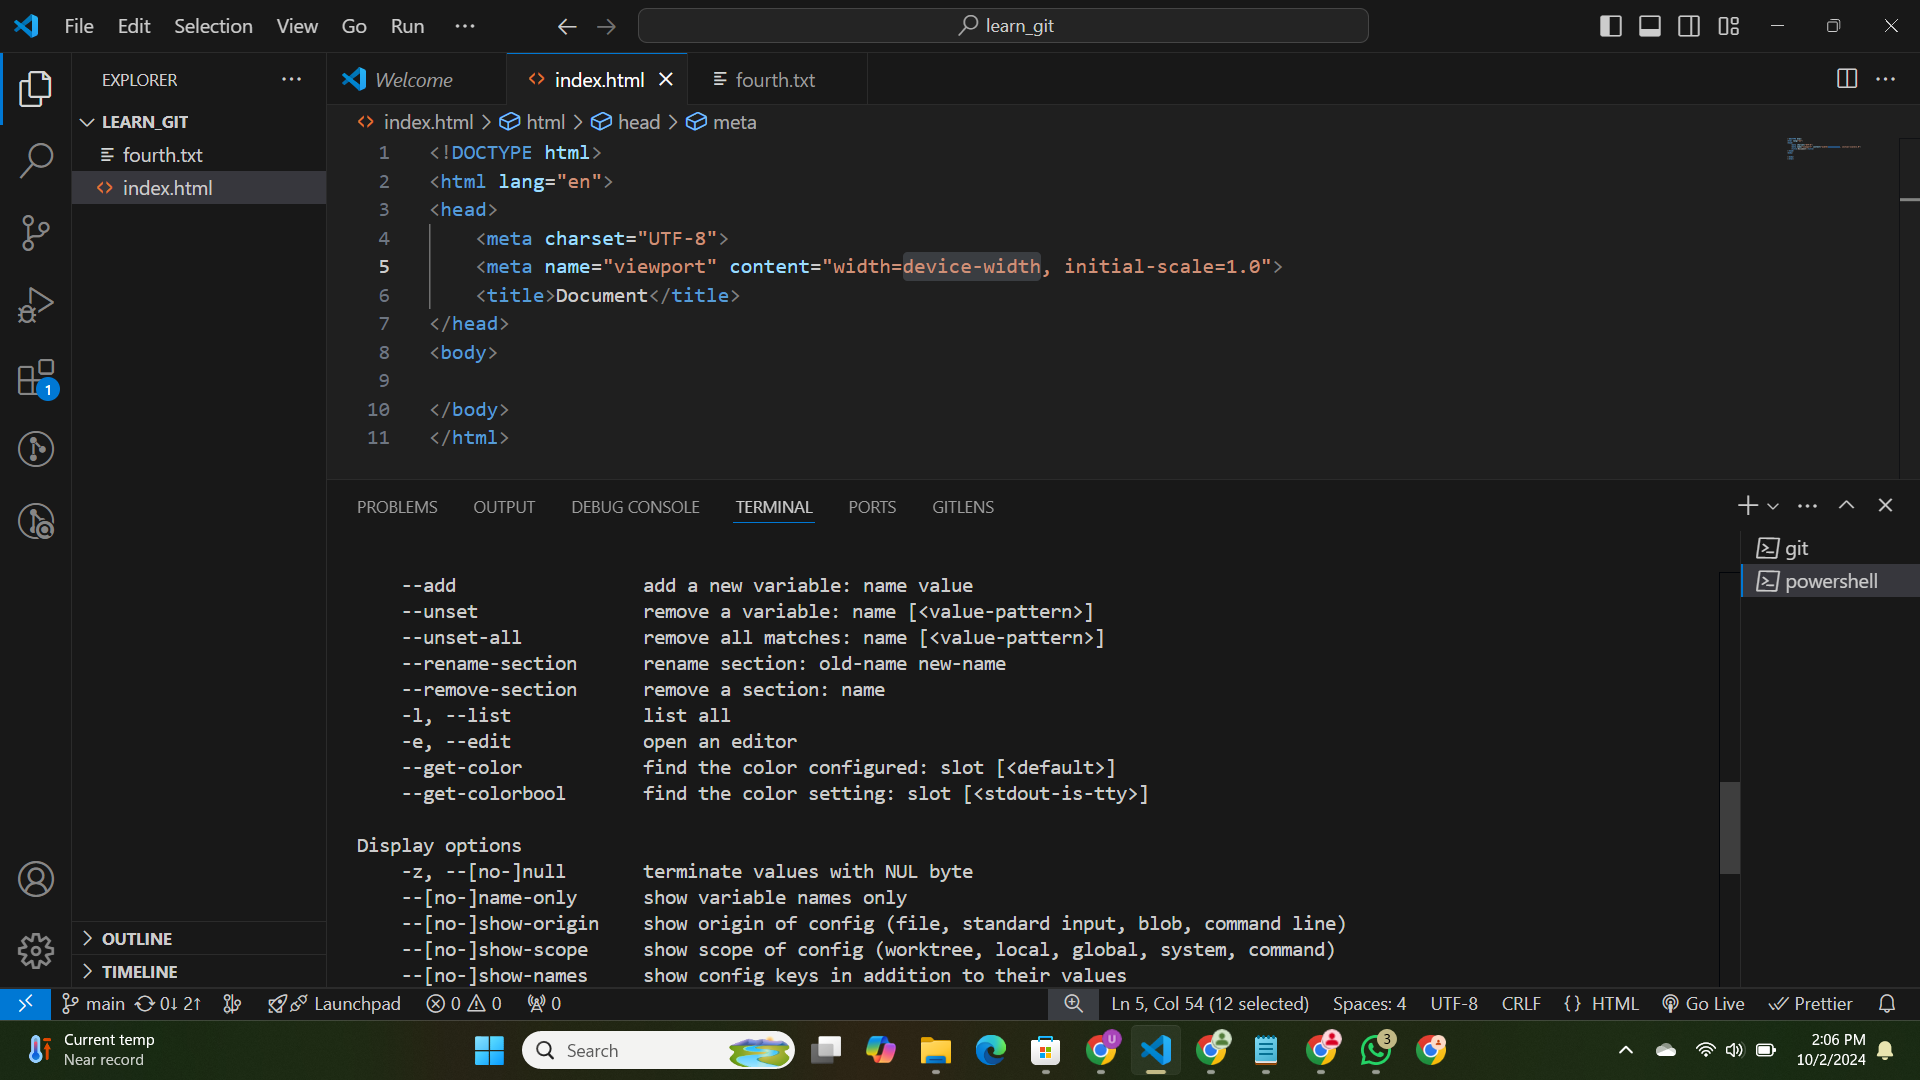 File Edit Selection View Go Run ···
learn_git
EXPLORER ···
LEARN_GIT
fourth.txt
index.html
Welcome
index.html
fourth.txt
index.html > html > head > meta
1 <!DOCTYPE html>
2 <html lang="en">
3 <head>
4 <meta charset="UTF-8">
5 <meta name="viewport" content="width=device-width, initial-scale=1.0">
6 <title>Document</title>
7 </head>
8 <body>
9
10 </body>
11 </html>
1
PROBLEMS OUTPUT DEBUG CONSOLE TERMINAL PORTS GITLENS
git
powershell
--add add a new variable: name value
--unset remove a variable: name [<value-pattern>]
--unset-all remove all matches: name [<value-pattern>]
--rename-section rename section: old-name new-name
--remove-section remove a section: name
-l, --list list all
-e, --edit open an editor
--get-color find the color configured: slot [<default>]
--get-colorbool find the color setting: slot [<stdout-is-tty>]
Display options
-z, --[no-]null terminate values with NUL byte
--[no-]name-only show variable names only
--[no-]show-origin show origin of config (file, standard input, blob, command line)
--[no-]show-scope show scope of config (worktree, local, global, system, command)
--[no-]show-names show config keys in addition to their values
OUTLINE
TIMELINE
main 0↓ 2↑ Launchpad 0 0 0 Ln 5, Col 54 (12 selected) Spaces: 4 UTF-8 CRLF {} HTML Go Live Prettier
Current temp
Near record
Search
U
3
2:06 PM
10/2/2024